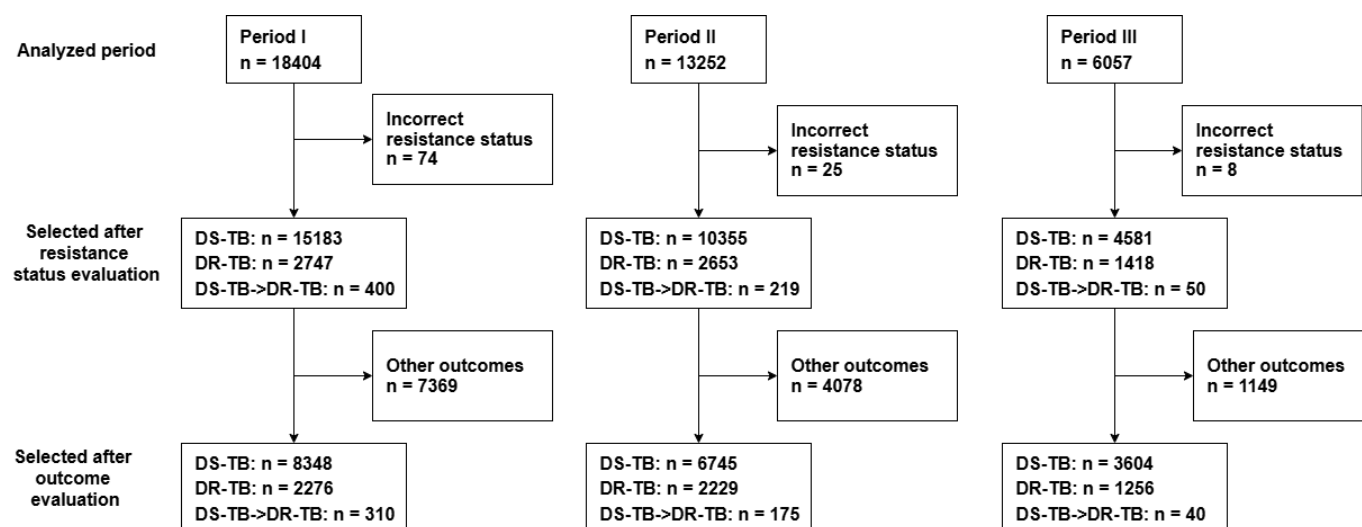 Analyzed period
Period I
n = 18404
Period II
n = 13252
Period III
n = 6057
Incorrect
resistance status
n = 74
Incorrect
resistance status
n = 25
Incorrect
resistance status
n = 8
Selected after
resistance
status evaluation
DS-TB: n = 15183
DR-TB: n = 2747
DS-TB->DR-TB: n = 400
DS-TB: n = 10355
DR-TB: n = 2653
DS-TB->DR-TB: n = 219
DS-TB: n = 4581
DR-TB: n = 1418
DS-TB->DR-TB: n = 50
Other outcomes
n = 7369
Other outcomes
n = 4078
Other outcomes
n = 1149
Selected after
outcome
evaluation
DS-TB: n = 8348
DR-TB: n = 2276
DS-TB->DR-TB: n = 310
DS-TB: n = 6745
DR-TB: n = 2229
DS-TB->DR-TB: n = 175
DS-TB: n = 3604
DR-TB: n = 1256
DS-TB->DR-TB: n = 40